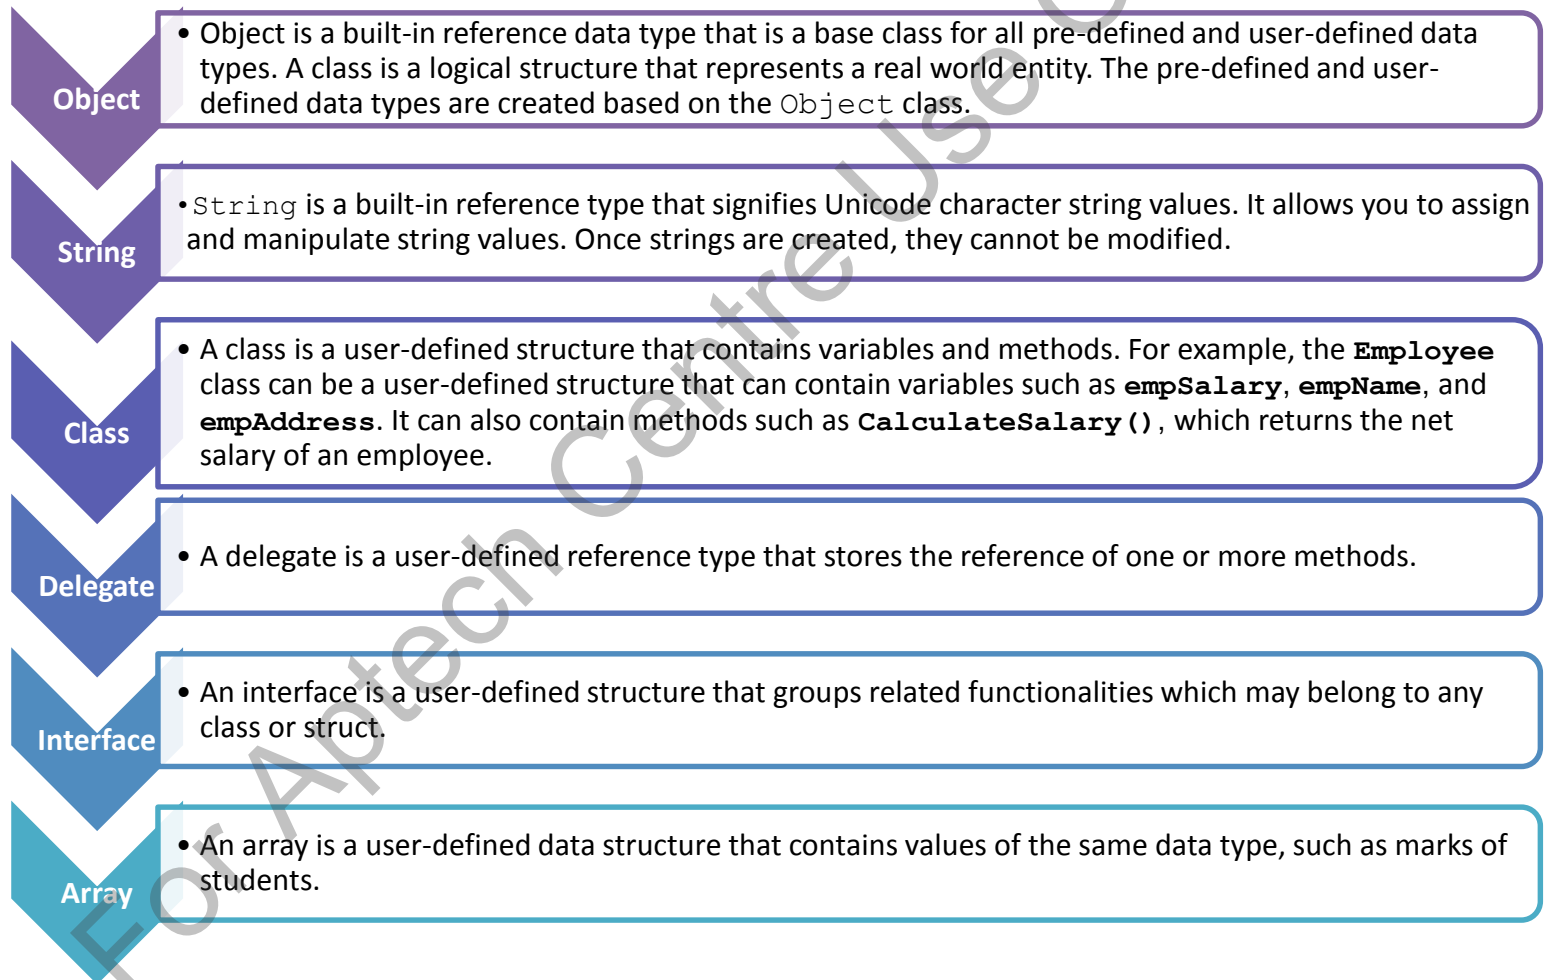 Object
• Object is a built-in reference data type that is a base class for all pre-defined and user-defined data
types. A class is a logical structure that represents a real world entity. The pre-defined and user-
defined data types are created based on the Object class.
String
• String is a built-in reference type that signifies Unicode character string values. It allows you to assign
and manipulate string values. Once strings are created, they cannot be modified.
Class
• A class is a user-defined structure that contains variables and methods. For example, the Employee
class can be a user-defined structure that can contain variables such as empSalary, empName, and
empAddress. It can also contain methods such as CalculateSalary(), which returns the net
salary of an employee.
Delegate
• A delegate is a user-defined reference type that stores the reference of one or more methods.
Interface
• An interface is a user-defined structure that groups related functionalities which may belong to any
class or struct.
Array
• An array is a user-defined data structure that contains values of the same data type, such as marks of
students.
For Aptech Centre Use